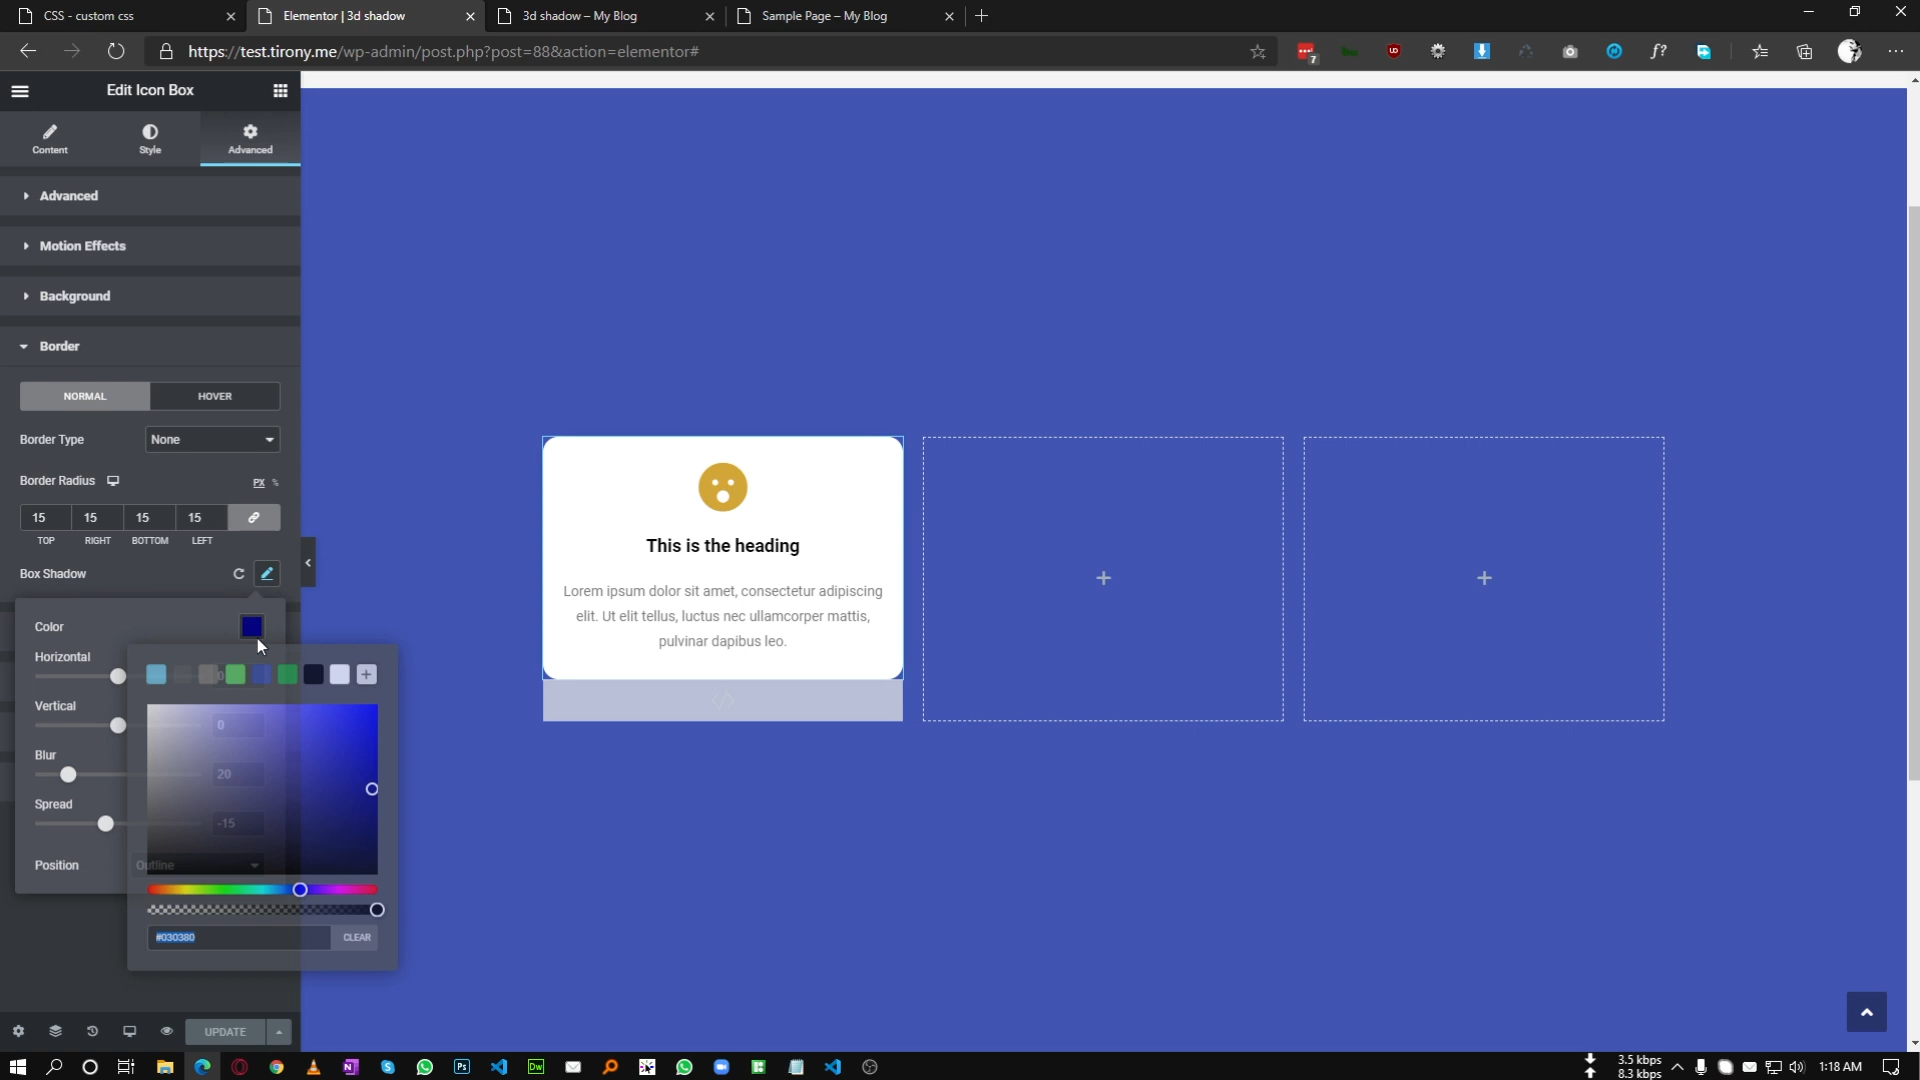 CSS - custom css
Elementor | 3d shadow
3d shadow – My Blog
Sample Page – My Blog
https://test.tirony.me/wp-admin/post.php?post=88&action=elementor#
7
f?
Edit Icon Box
Content
Style
Advanced
Advanced
Motion Effects
Background
Border
NORMAL
HOVER
Border Type
None
Border Radius
PX %
15 15 15 15
TOP RIGHT BOTTOM LEFT
Box Shadow
Color
Horizontal
0
Vertical
0
Blur
20
Spread
-15
Position
Outline
#030380
CLEAR
UPDATE
This is the heading
Lorem ipsum dolor sit amet, consectetur adipiscing
elit. Ut elit tellus, luctus nec ullamcorper mattis,
pulvinar dapibus leo.
3.5 kbps
8.3 kbps
1:18 AM